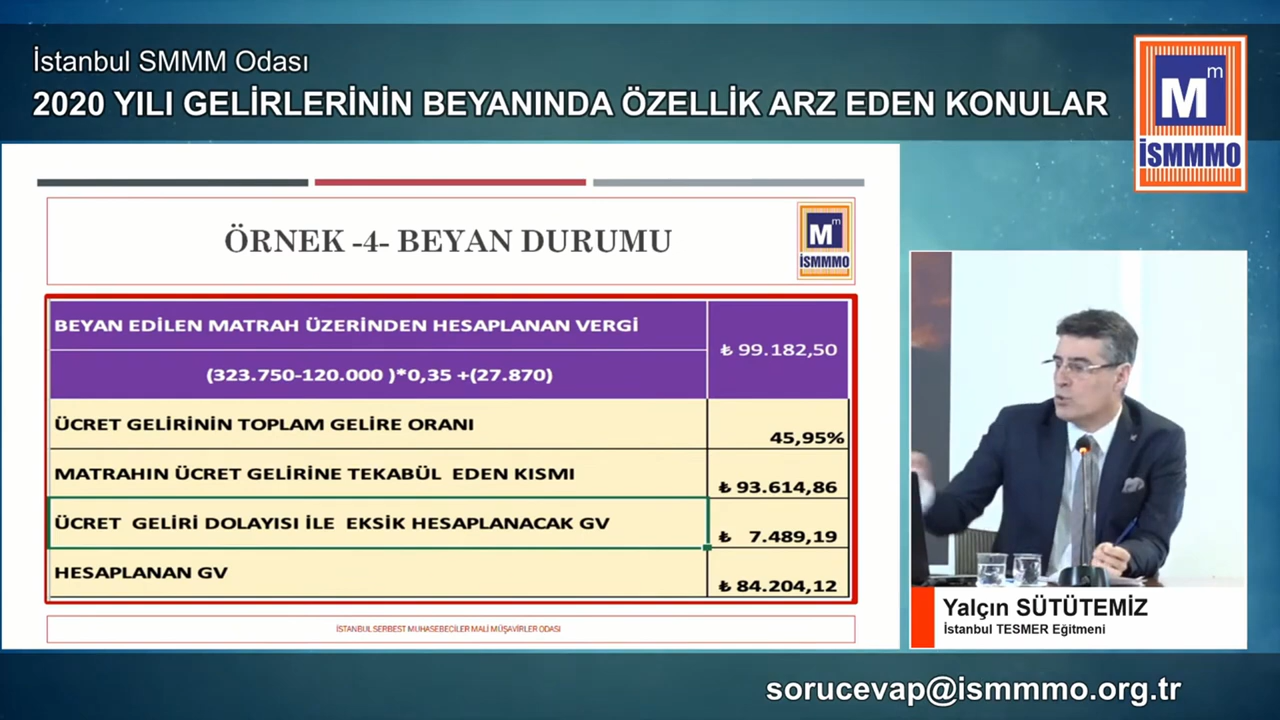 İstanbul SMMM Odası
2020 YILI GELİRLERİNİN BEYANINDA ÖZELLİK ARZ EDEN KONULAR
Mm
İSMMMO
ÖRNEK -4- BEYAN DURUMU
Mm
İSMMMO
BEYAN EDİLEN MATRAH ÜZERİNDEN HESAPLANAN VERGİ
(323.750-120.000 )*0,35 +(27.870)
₺ 99.182,50
ÜCRET GELİRİNİN TOPLAM GELİRE ORANI
45,95%
MATRAHIN ÜCRET GELİRİNE TEKABÜL EDEN KISMI
₺ 93.614,86
ÜCRET GELİRİ DOLAYISI İLE EKSİK HESAPLANACAK GV
₺ 7.489,19
HESAPLANAN GV
₺ 84.204,12
İSTANBUL SERBEST MUHASEBECİLER MALİ MÜŞAVİRLER ODASI
Yalçın SÜTÜTEMİZ
İstanbul TESMER Eğitmeni
sorucevap@ismmmo.org.tr